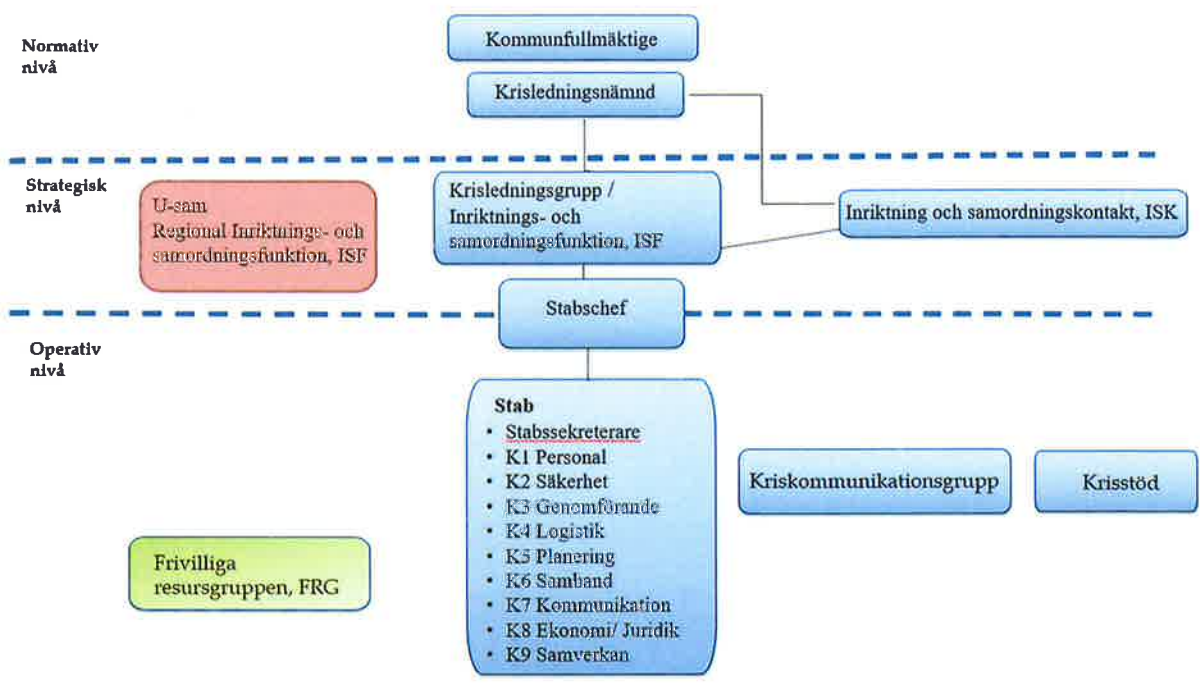 Normativ
nivå
Kommunfullmäktige
Krisledningsnämnd
Strategisk
nivå
U-sam
Regional Inriktnings- och
samordningsfunktion, ISF
Krisledningsgrupp /
Inriktnings- och
samordningsfunktion, ISF
Inriktning och samordningskontakt, ISK
Stabschef
Operativ
nivå
Stab
• Stabssekreterare
• K1 Personal
• K2 Säkerhet
• K3 Genomförande
• K4 Logistik
• K5 Planering
• K6 Samband
• K7 Kommunikation
• K8 Ekonomi/ Juridik
• K9 Samverkan
Kriskommunikationsgrupp
Krisstöd
Frivilliga
resursgruppen, FRG